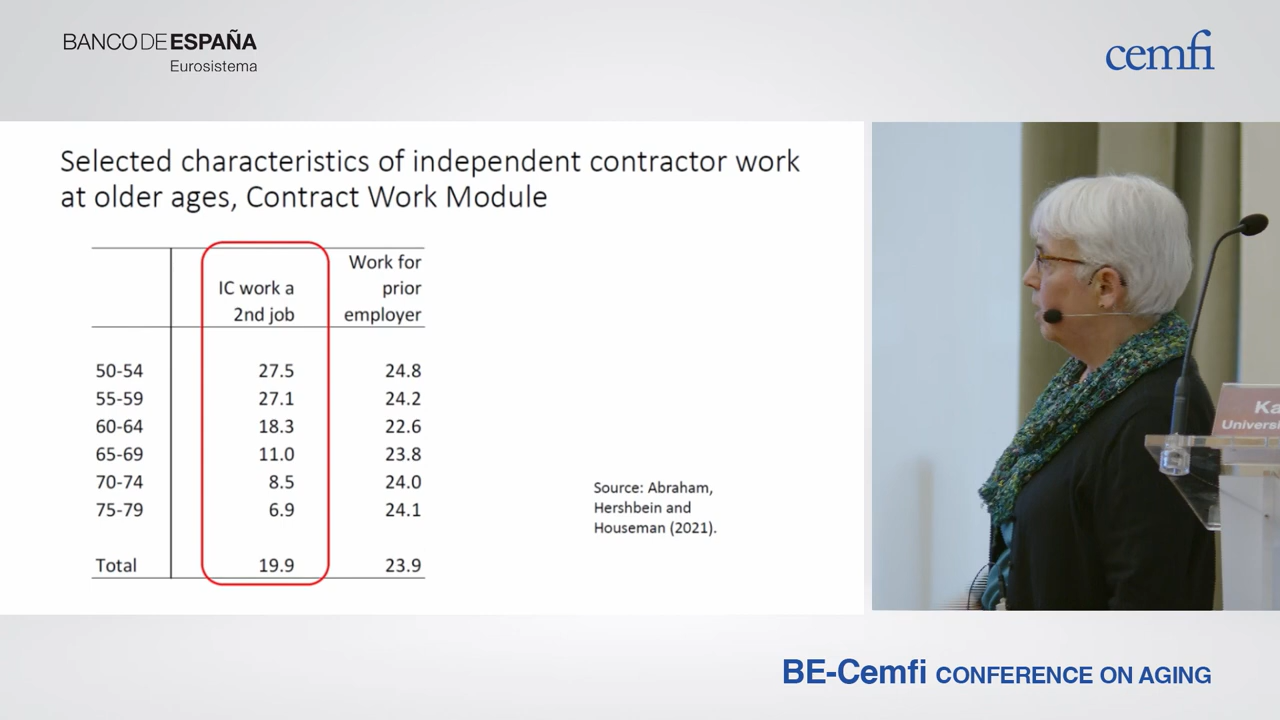 BANCO DE ESPAÑA
Eurosistema
cemfi
Selected characteristics of independent contractor work
at older ages, Contract Work Module
IC work a 2nd job
Work for prior employer
50-54 27.5 24.8
55-59 27.1 24.2
60-64 18.3 22.6
65-69 11.0 23.8
70-74 8.5 24.0
75-79 6.9 24.1
Total 19.9 23.9
Source: Abraham,
Hershbein and
Houseman (2021).
BE-Cemfi CONFERENCE ON AGING